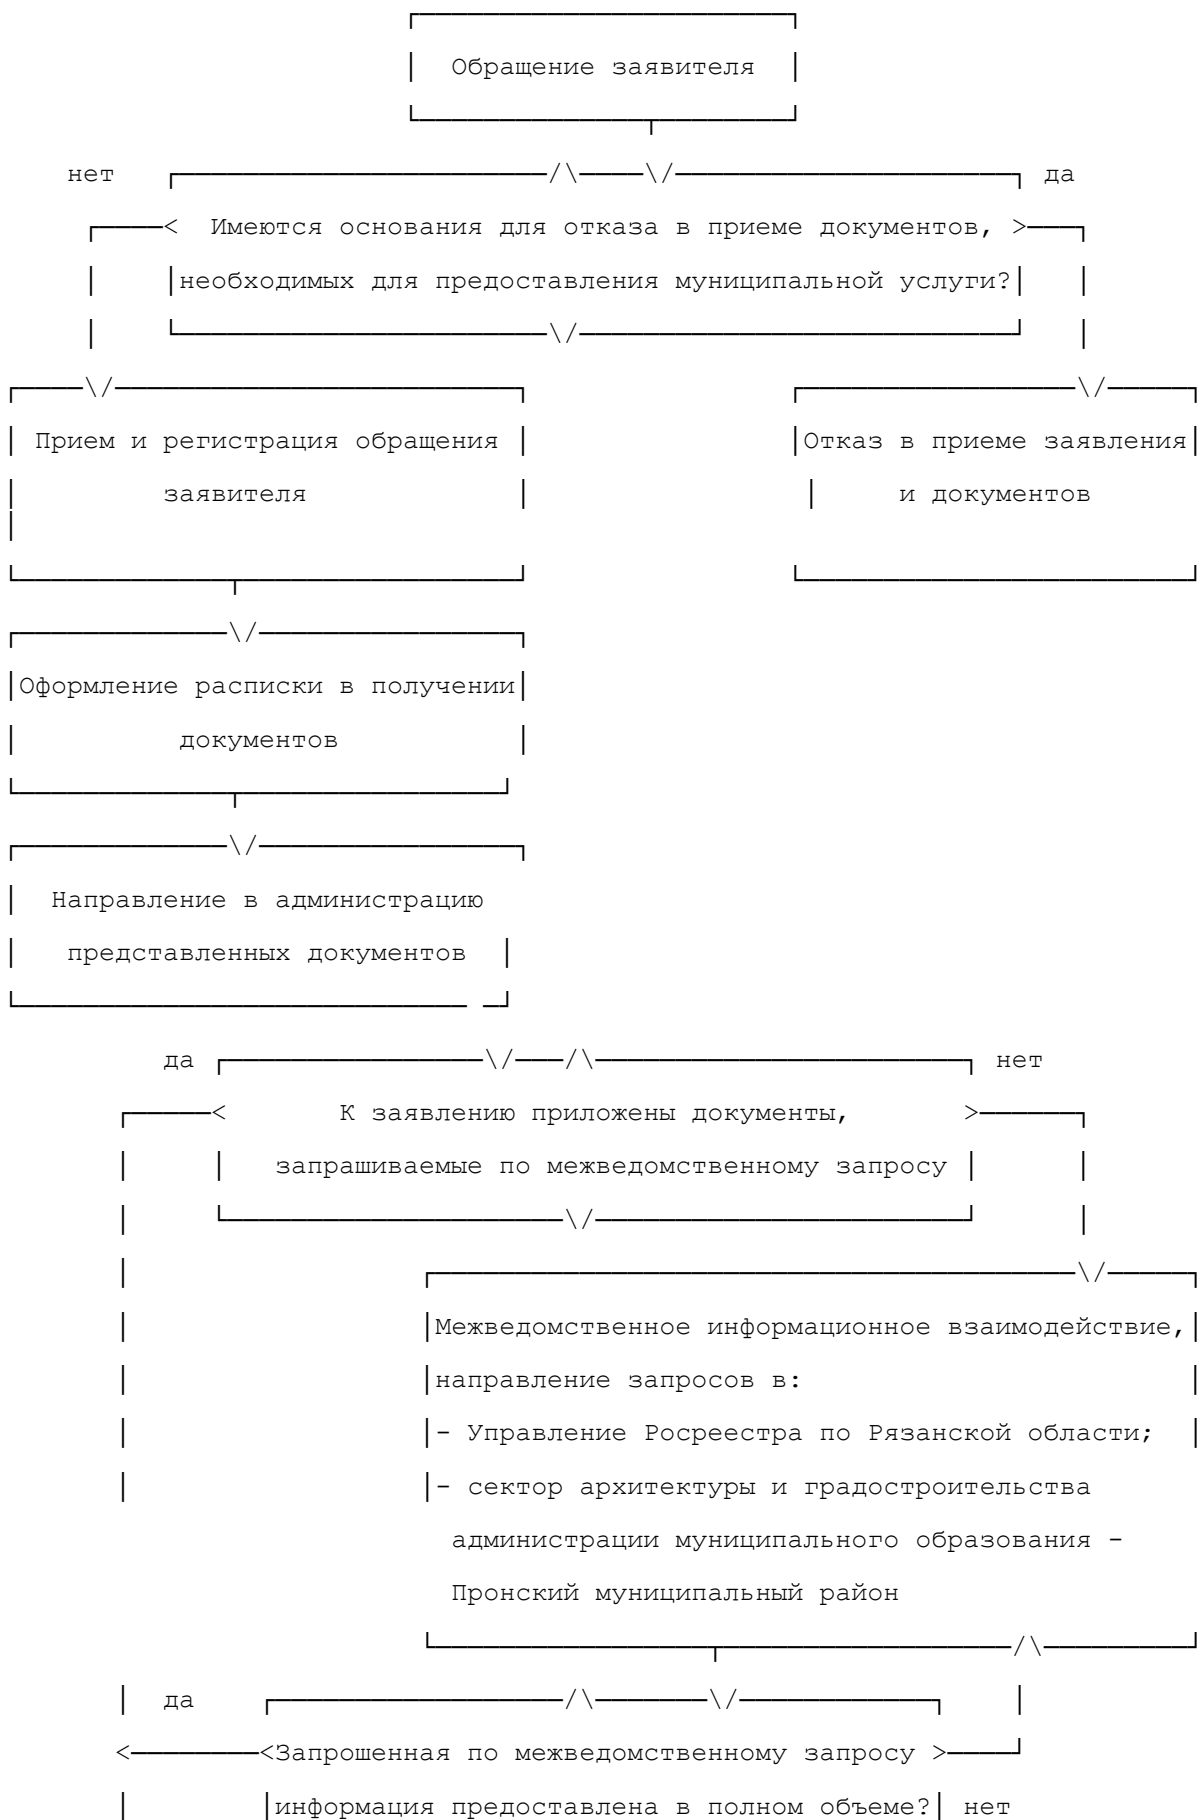 Обращение заявителя
нет да
Имеются основания для отказа в приеме документов,
необходимых для предоставления муниципальной услуги?
Прием и регистрация обращения
заявителя
Отказ в приеме заявления
и документов
Оформление расписки в получении
документов
Направление в администрацию
представленных документов
да нет
К заявлению приложены документы,
запрашиваемые по межведомственному запросу
Межведомственное информационное взаимодействие,
направление запросов в:
- Управление Росреестра по Рязанской области;
- сектор архитектуры и градостроительства
администрации муниципального образования -
Пронский муниципальный район
да
Запрошенная по межведомственному запросу
информация предоставлена в полном объеме? нет